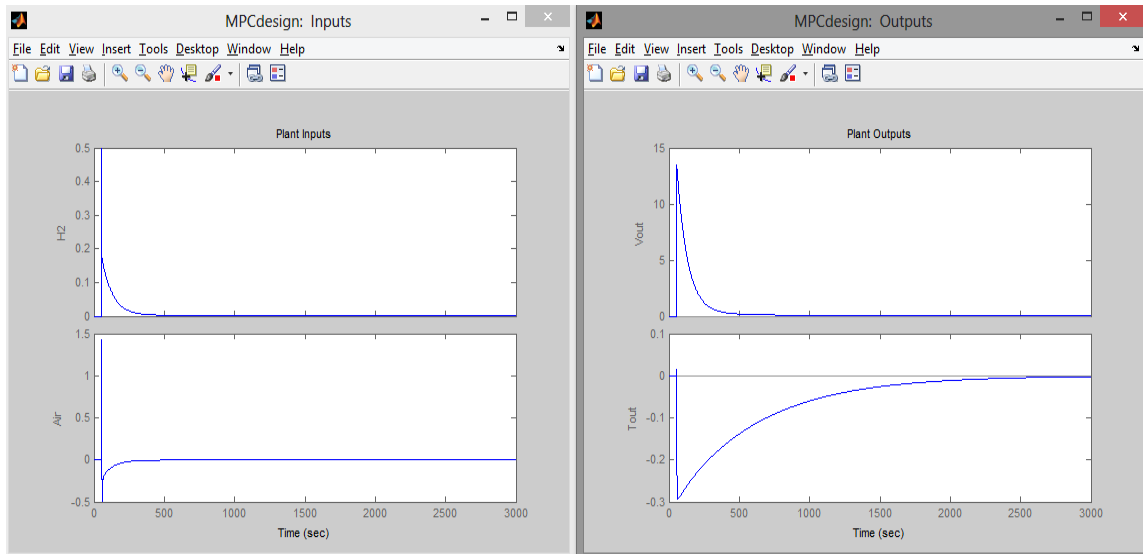 MPCdesign: Inputs
File Edit View Insert Tools Desktop Window Help
Plant Inputs
0.5
0.4
0.3
0.2
0.1
0
H2
1.5
1
0.5
0
-0.5
Air
0 500 1000 1500 2000 2500 3000
Time (sec)
MPCdesign: Outputs
File Edit View Insert Tools Desktop Window Help
Plant Outputs
15
10
5
0
Vout
0.1
0
-0.1
-0.2
-0.3
Tout
0 500 1000 1500 2000 2500 3000
Time (sec)